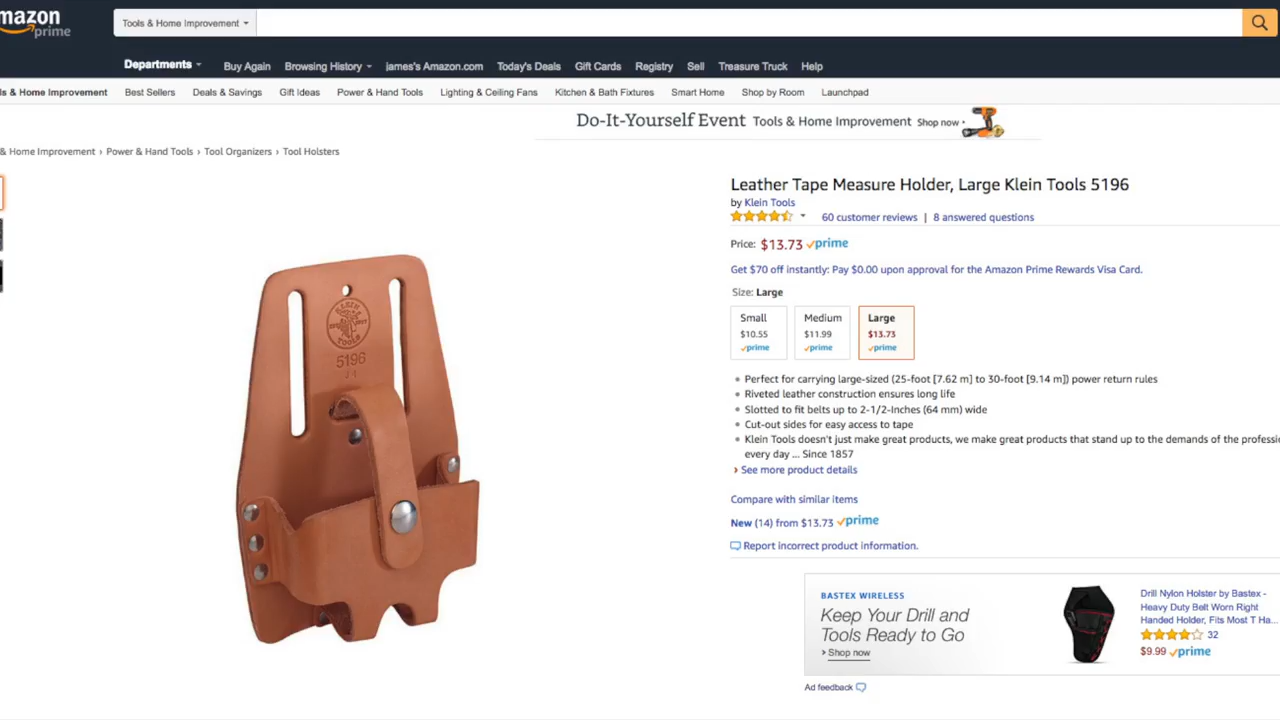 mazon
prime
Tools & Home Improvement
Departments
Buy Again
Browsing History
james's Amazon.com
Today's Deals
Gift Cards
Registry
Sell
Treasure Truck
Help
ls & Home Improvement
Best Sellers
Deals & Savings
Gift Ideas
Power & Hand Tools
Lighting & Ceiling Fans
Kitchen & Bath Fixtures
Smart Home
Shop by Room
Launchpad
Do-It-Yourself Event Tools & Home Improvement Shop now ›
& Home Improvement › Power & Hand Tools › Tool Organizers › Tool Holsters
Leather Tape Measure Holder, Large Klein Tools 5196
by Klein Tools
60 customer reviews | 8 answered questions
Price: $13.73 prime
Get $70 off instantly: Pay $0.00 upon approval for the Amazon Prime Rewards Visa Card.
Size: Large
Small
$10.55
prime
Medium
$11.99
prime
Large
$13.73
prime
• Perfect for carrying large-sized (25-foot [7.62 m] to 30-foot [9.14 m]) power return rules
• Riveted leather construction ensures long life
• Slotted to fit belts up to 2-1/2-Inches (64 mm) wide
• Cut-out sides for easy access to tape
• Klein Tools doesn't just make great products, we make great products that stand up to the demands of the professio
every day ... Since 1857
› See more product details
Compare with similar items
New (14) from $13.73 prime
Report incorrect product information.
KLEIN
TOOLS
5196
BASTEX WIRELESS
Keep Your Drill and
Tools Ready to Go
› Shop now
Drill Nylon Holster by Bastex -
Heavy Duty Belt Worn Right
Handed Holder, Fits Most T Ha...
32
$9.99 prime
Ad feedback